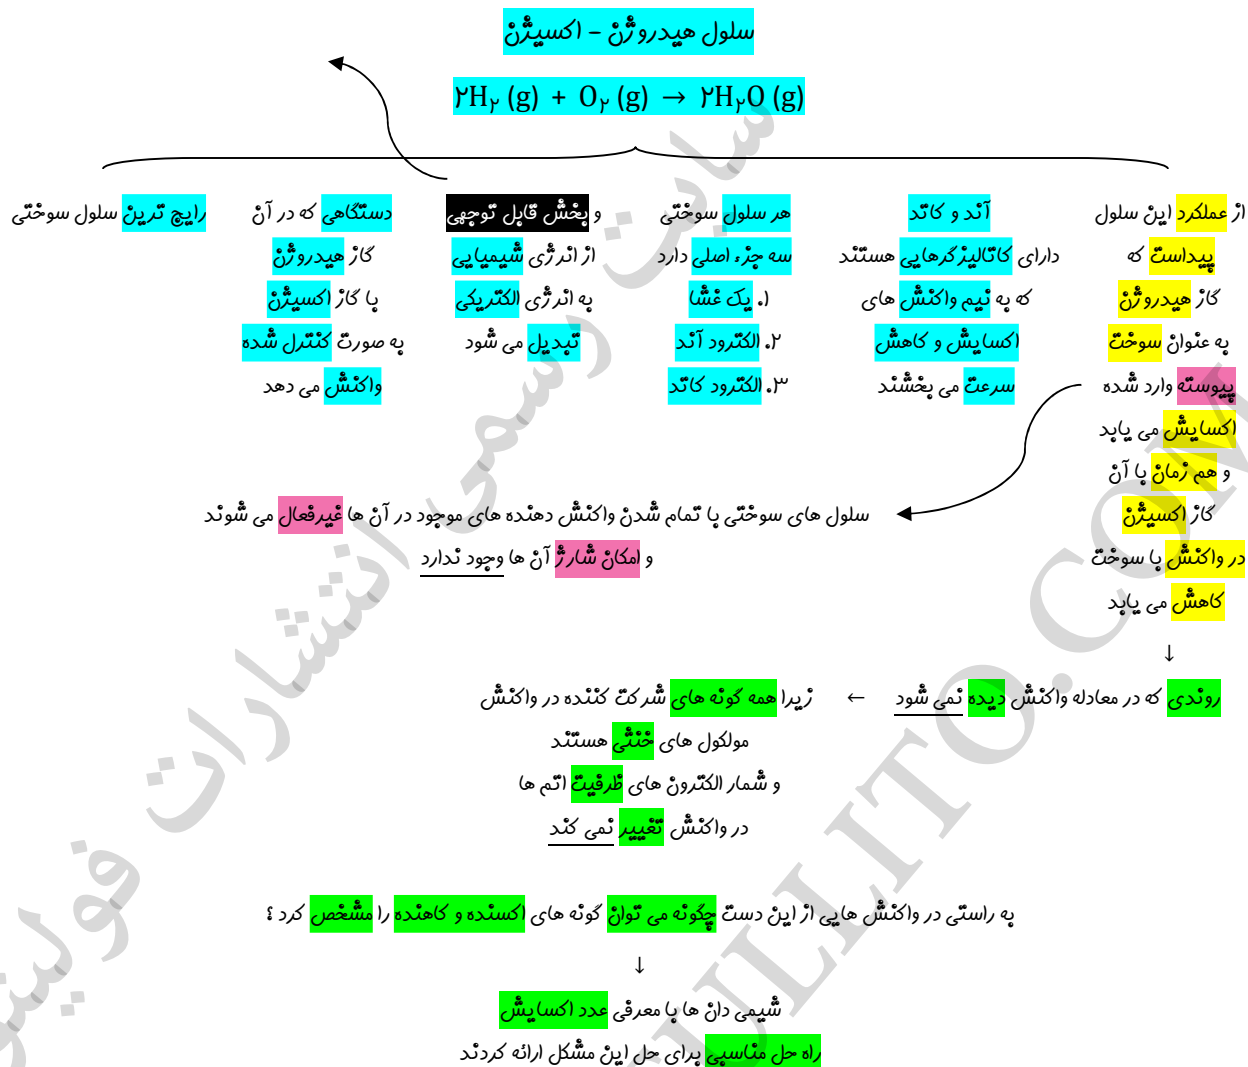 سلول هیدروژن – اکسیژن
۲H₂ (g) + O₂ (g) → ۲H₂O (g)
رایج ترین سلول سوختی
دستگاهی که در آن
گاز هیدروژن
با گاز اکسیژن
به صورت کنترل شده
واکنش می دهد
و بخش قابل توجهی
از انرژی شیمیایی
به انرژی الکتریکی
تبدیل می شود
هر سلول سوختی
سه جزء اصلی دارد
۱. یک غشا
۲. الکترود آند
۳. الکترود کاتد
آند و کاتد
دارای کاتالیزگرهایی هستند
که به نیم واکنش های
اکسایش و کاهش
سرعت می بخشند
از عملکرد این سلول
پیداست که
گاز هیدروژن
به عنوان سوخت
پیوسته وارد شده
اکسایش می یابد
و هم زمان با آن
گاز اکسیژن
در واکنش با سوخت
کاهش می یابد
سلول های سوختی با تمام شدن واکنش دهنده های موجود در آن ها غیرفعال می شوند
و امکان شارژ آن ها وجود ندارد
↓
روندی که در معادله واکنش دیده نمی شود ← زیرا همه گونه های شرکت کننده در واکنش
مولکول های خنثی هستند
و شمار الکترون های ظرفیت اتم ها
در واکنش تغییر نمی کند
به راستی در واکنش هایی از این دست چگونه می توان گونه های اکسنده و کاهنده را مشخص کرد ؟
↓
شیمی دان ها با معرفی عدد اکسایش
راه حل مناسبی برای حل این مشکل ارائه کردند
سایت رسمی انتشارات فولیتو
ULLITO.COM